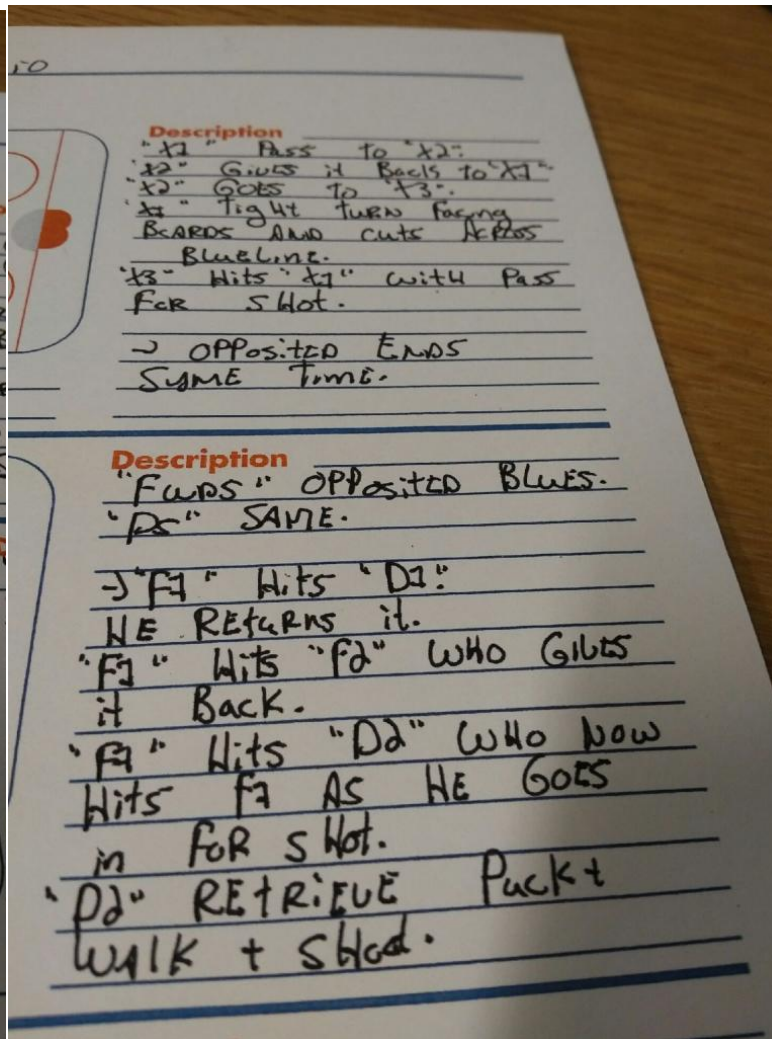 Description
"X1" Pass to "X2".
"X2" Gives it Back to "X1".
"X2" GOES to "X3".
"X1" Tight turn Facing
BOARDS AND cuts ACROSS
BlueLine.
"X3" Hits "X1" with Pass
For shot.
→ OPPOSITED ENDS
SAME Time.
Description
"FWDS" OPPOSITED BLUES.
"DS" SAME.
→ "F1" Hits "D1".
HE RETURNS it.
"F1" Hits "F2" WHO GIVES
it Back.
"F1" Hits "D2" WHO NOW
Hits F1 AS HE GOES
in FOR SHot.
"D2" RETRIEVE Puck +
WALK + SHoot.